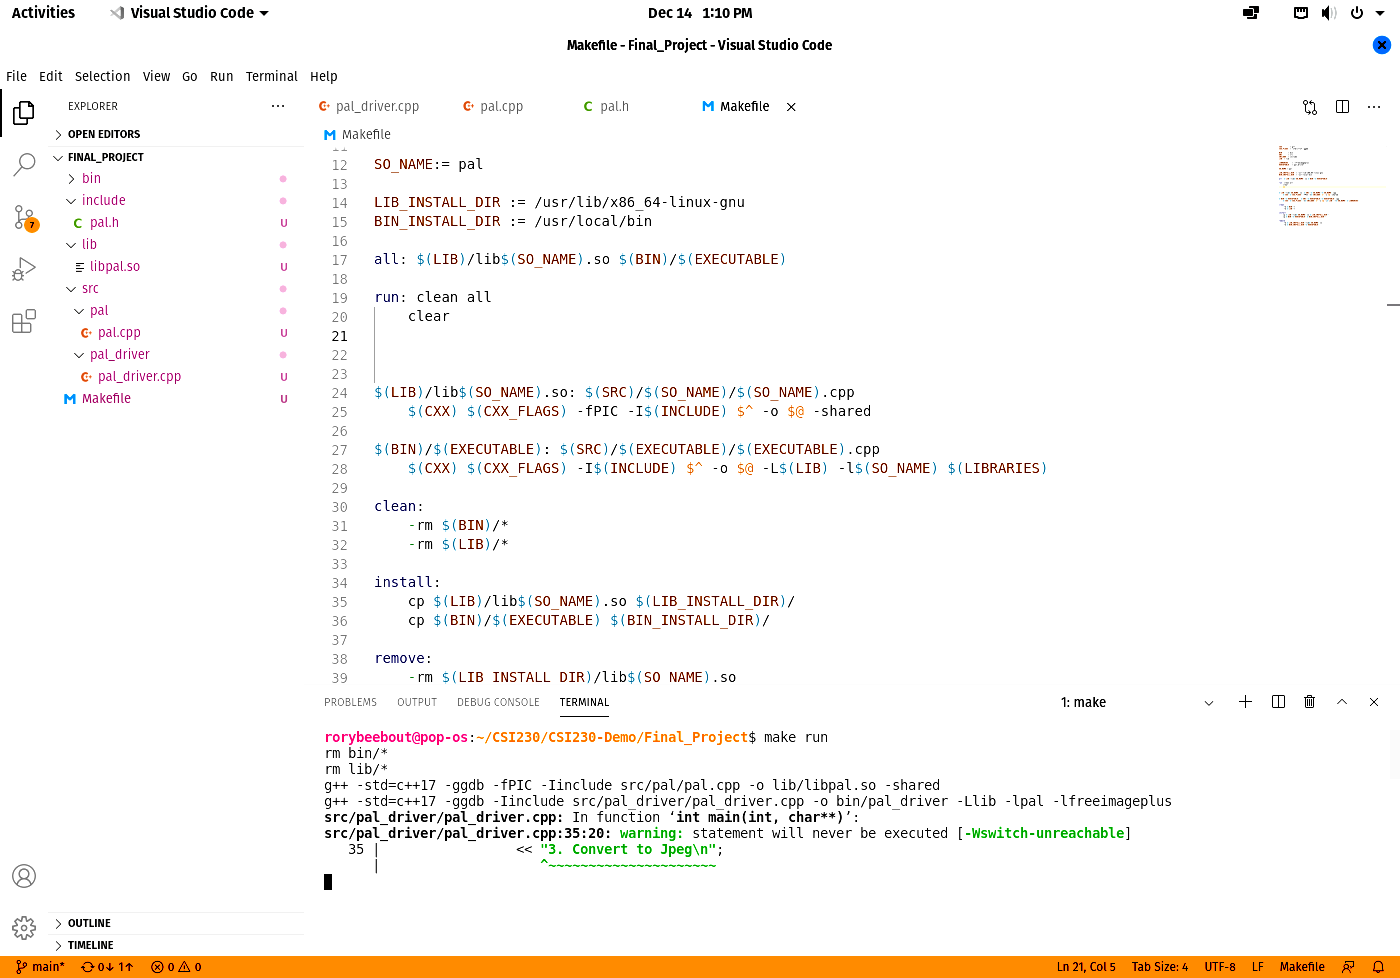 Activities Visual Studio Code Dec 14 1:10 PM
Makefile - Final_Project - Visual Studio Code
File Edit Selection View Go Run Terminal Help
EXPLORER
OPEN EDITORS
FINAL_PROJECT
bin
include
pal.h U
lib
libpal.so U
src
pal
pal.cpp U
pal_driver
pal_driver.cpp U
Makefile U
7
OUTLINE
TIMELINE
pal_driver.cpp pal.cpp pal.h Makefile
Makefile
11
12 SO_NAME:= pal
13
14 LIB_INSTALL_DIR := /usr/lib/x86_64-linux-gnu
15 BIN_INSTALL_DIR := /usr/local/bin
16
17 all: $(LIB)/lib$(SO_NAME).so $(BIN)/$(EXECUTABLE)
18
19 run: clean all
20 clear
21
22
23
24 $(LIB)/lib$(SO_NAME).so: $(SRC)/$(SO_NAME)/$(SO_NAME).cpp
25 $(CXX) $(CXX_FLAGS) -fPIC -I$(INCLUDE) $^ -o $@ -shared
26
27 $(BIN)/$(EXECUTABLE): $(SRC)/$(EXECUTABLE)/$(EXECUTABLE).cpp
28 $(CXX) $(CXX_FLAGS) -I$(INCLUDE) $^ -o $@ -L$(LIB) -l$(SO_NAME) $(LIBRARIES)
29
30 clean:
31 -rm $(BIN)/*
32 -rm $(LIB)/*
33
34 install:
35 cp $(LIB)/lib$(SO_NAME).so $(LIB_INSTALL_DIR)/
36 cp $(BIN)/$(EXECUTABLE) $(BIN_INSTALL_DIR)/
37
38 remove:
39 -rm $(LIB_INSTALL_DIR)/lib$(SO_NAME).so
PROBLEMS OUTPUT DEBUG CONSOLE TERMINAL 1: make
rorybeebout@pop-os:~/CSI230/CSI230-Demo/Final_Project$ make run
rm bin/*
rm lib/*
g++ -std=c++17 -ggdb -fPIC -Iinclude src/pal/pal.cpp -o lib/libpal.so -shared
g++ -std=c++17 -ggdb -Iinclude src/pal_driver/pal_driver.cpp -o bin/pal_driver -Llib -lpal -lfreeimageplus
src/pal_driver/pal_driver.cpp: In function ‘int main(int, char**)’:
src/pal_driver/pal_driver.cpp:35:20: warning: statement will never be executed [-Wswitch-unreachable]
35 | << "3. Convert to Jpeg\n";
| ^~~~~~~~~~~~~~~~~~~~~~
main* 0↓ 1↑ 0 0 Ln 21, Col 5 Tab Size: 4 UTF-8 LF Makefile